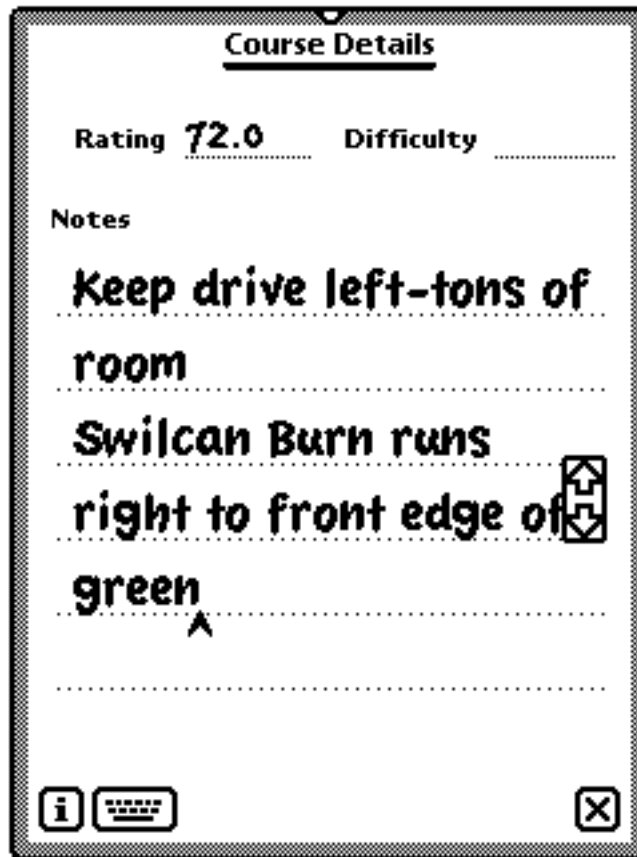 Course Details
Rating 72.0 Difficulty
Notes
Keep drive left-tons of
room
Swilcan Burn runs
right to front edge of
green
i